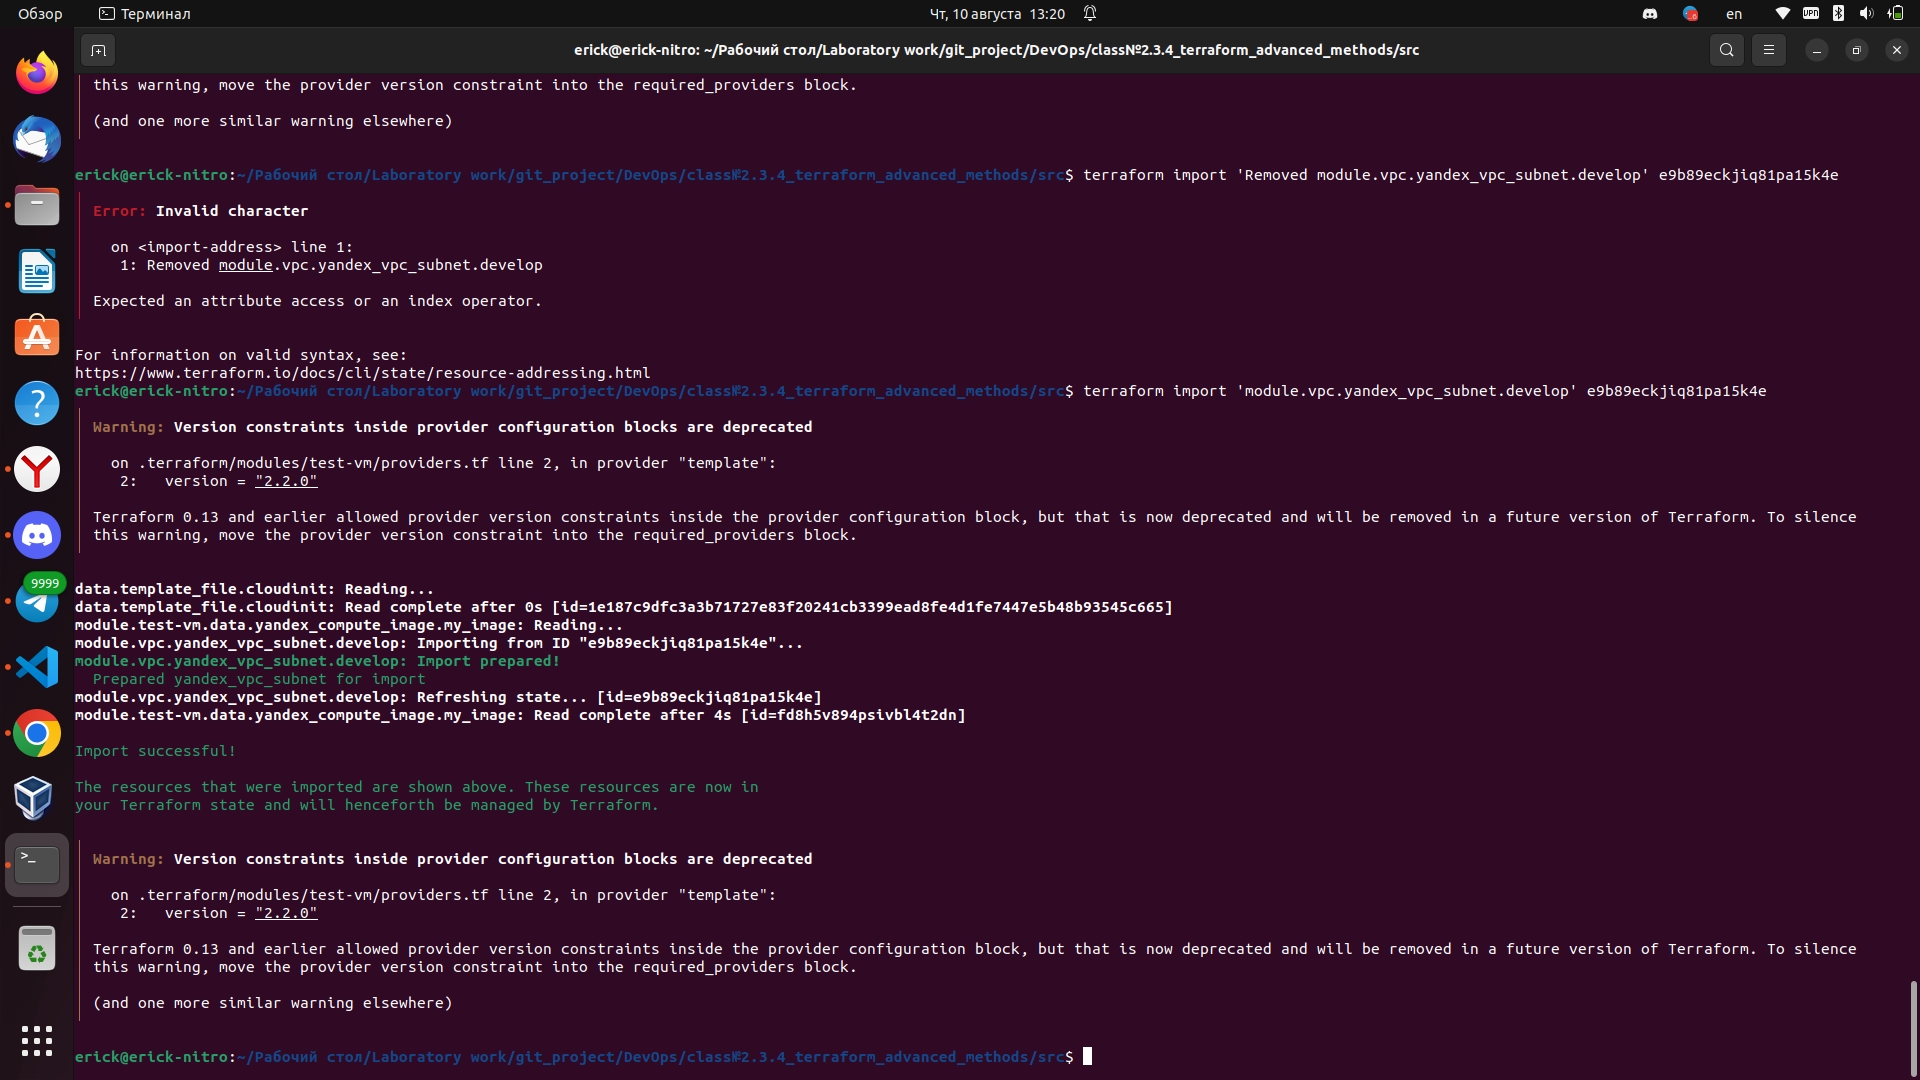 Обзор
Терминал
Чт, 10 августа 13:20
en
VPN
erick@erick-nitro: ~/Рабочий стол/Laboratory work/git_project/DevOps/class№2.3.4_terraform_advanced_methods/src
this warning, move the provider version constraint into the required_providers block.
(and one more similar warning elsewhere)
erick@erick-nitro:~/Рабочий стол/Laboratory work/git_project/DevOps/class№2.3.4_terraform_advanced_methods/src$ terraform import 'Removed module.vpc.yandex_vpc_subnet.develop' e9b89eckjiq81pa15k4e
Error: Invalid character
on <import-address> line 1:
1: Removed module.vpc.yandex_vpc_subnet.develop
Expected an attribute access or an index operator.
For information on valid syntax, see:
https://www.terraform.io/docs/cli/state/resource-addressing.html
erick@erick-nitro:~/Рабочий стол/Laboratory work/git_project/DevOps/class№2.3.4_terraform_advanced_methods/src$ terraform import 'module.vpc.yandex_vpc_subnet.develop' e9b89eckjiq81pa15k4e
Warning: Version constraints inside provider configuration blocks are deprecated
on .terraform/modules/test-vm/providers.tf line 2, in provider "template":
2:   version = "2.2.0"
Terraform 0.13 and earlier allowed provider version constraints inside the provider configuration block, but that is now deprecated and will be removed in a future version of Terraform. To silence
this warning, move the provider version constraint into the required_providers block.
9999
data.template_file.cloudinit: Reading...
data.template_file.cloudinit: Read complete after 0s [id=1e187c9dfc3a3b71727e83f20241cb3399ead8fe4d1fe7447e5b48b93545c665]
module.test-vm.data.yandex_compute_image.my_image: Reading...
module.vpc.yandex_vpc_subnet.develop: Importing from ID "e9b89eckjiq81pa15k4e"...
module.vpc.yandex_vpc_subnet.develop: Import prepared!
Prepared yandex_vpc_subnet for import
module.vpc.yandex_vpc_subnet.develop: Refreshing state... [id=e9b89eckjiq81pa15k4e]
module.test-vm.data.yandex_compute_image.my_image: Read complete after 4s [id=fd8h5v894psivbl4t2dn]
Import successful!
The resources that were imported are shown above. These resources are now in
your Terraform state and will henceforth be managed by Terraform.
Warning: Version constraints inside provider configuration blocks are deprecated
on .terraform/modules/test-vm/providers.tf line 2, in provider "template":
2:   version = "2.2.0"
Terraform 0.13 and earlier allowed provider version constraints inside the provider configuration block, but that is now deprecated and will be removed in a future version of Terraform. To silence
this warning, move the provider version constraint into the required_providers block.
(and one more similar warning elsewhere)
erick@erick-nitro:~/Рабочий стол/Laboratory work/git_project/DevOps/class№2.3.4_terraform_advanced_methods/src$